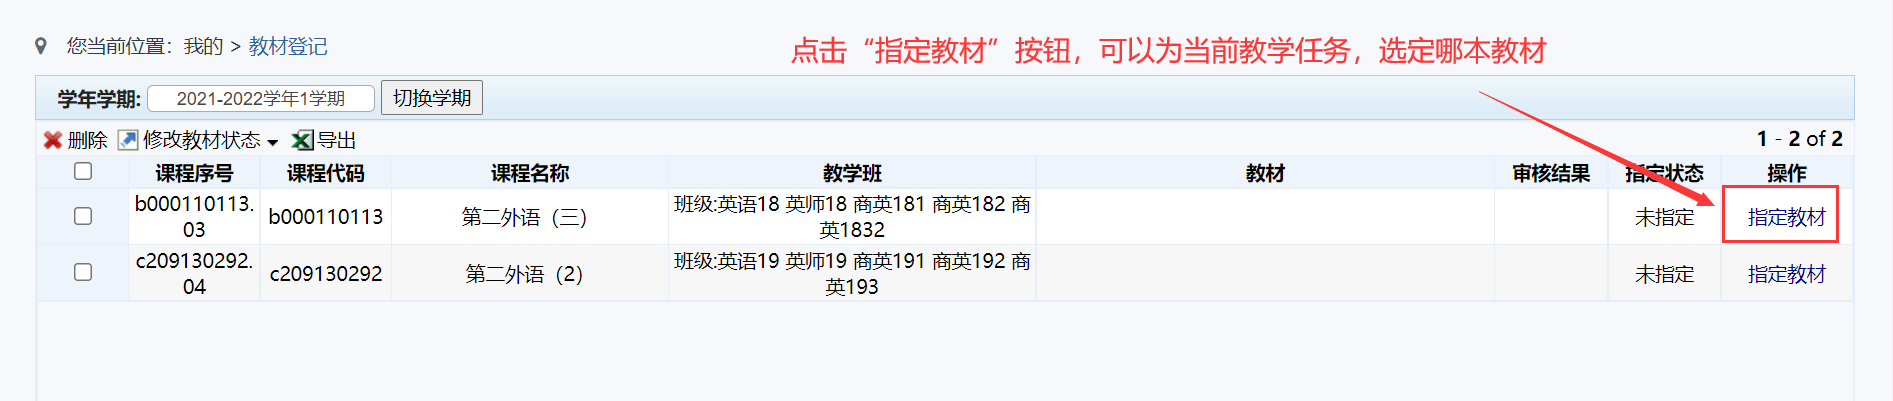 您当前位置：我的 > 教材登记
点击“指定教材”按钮，可以为当前教学任务，选定哪本教材
学年学期: 2021-2022学年1学期 切换学期
删除 修改教材状态 导出 1 - 2 of 2
课程序号 课程代码 课程名称 教学班 教材 审核结果 指定状态 操作
b000110113.03 b000110113 第二外语（三） 班级:英语18 英师18 商英181 商英182 商英1832 未指定 指定教材
c209130292.04 c209130292 第二外语（2） 班级:英语19 英师19 商英191 商英192 商英193 未指定 指定教材